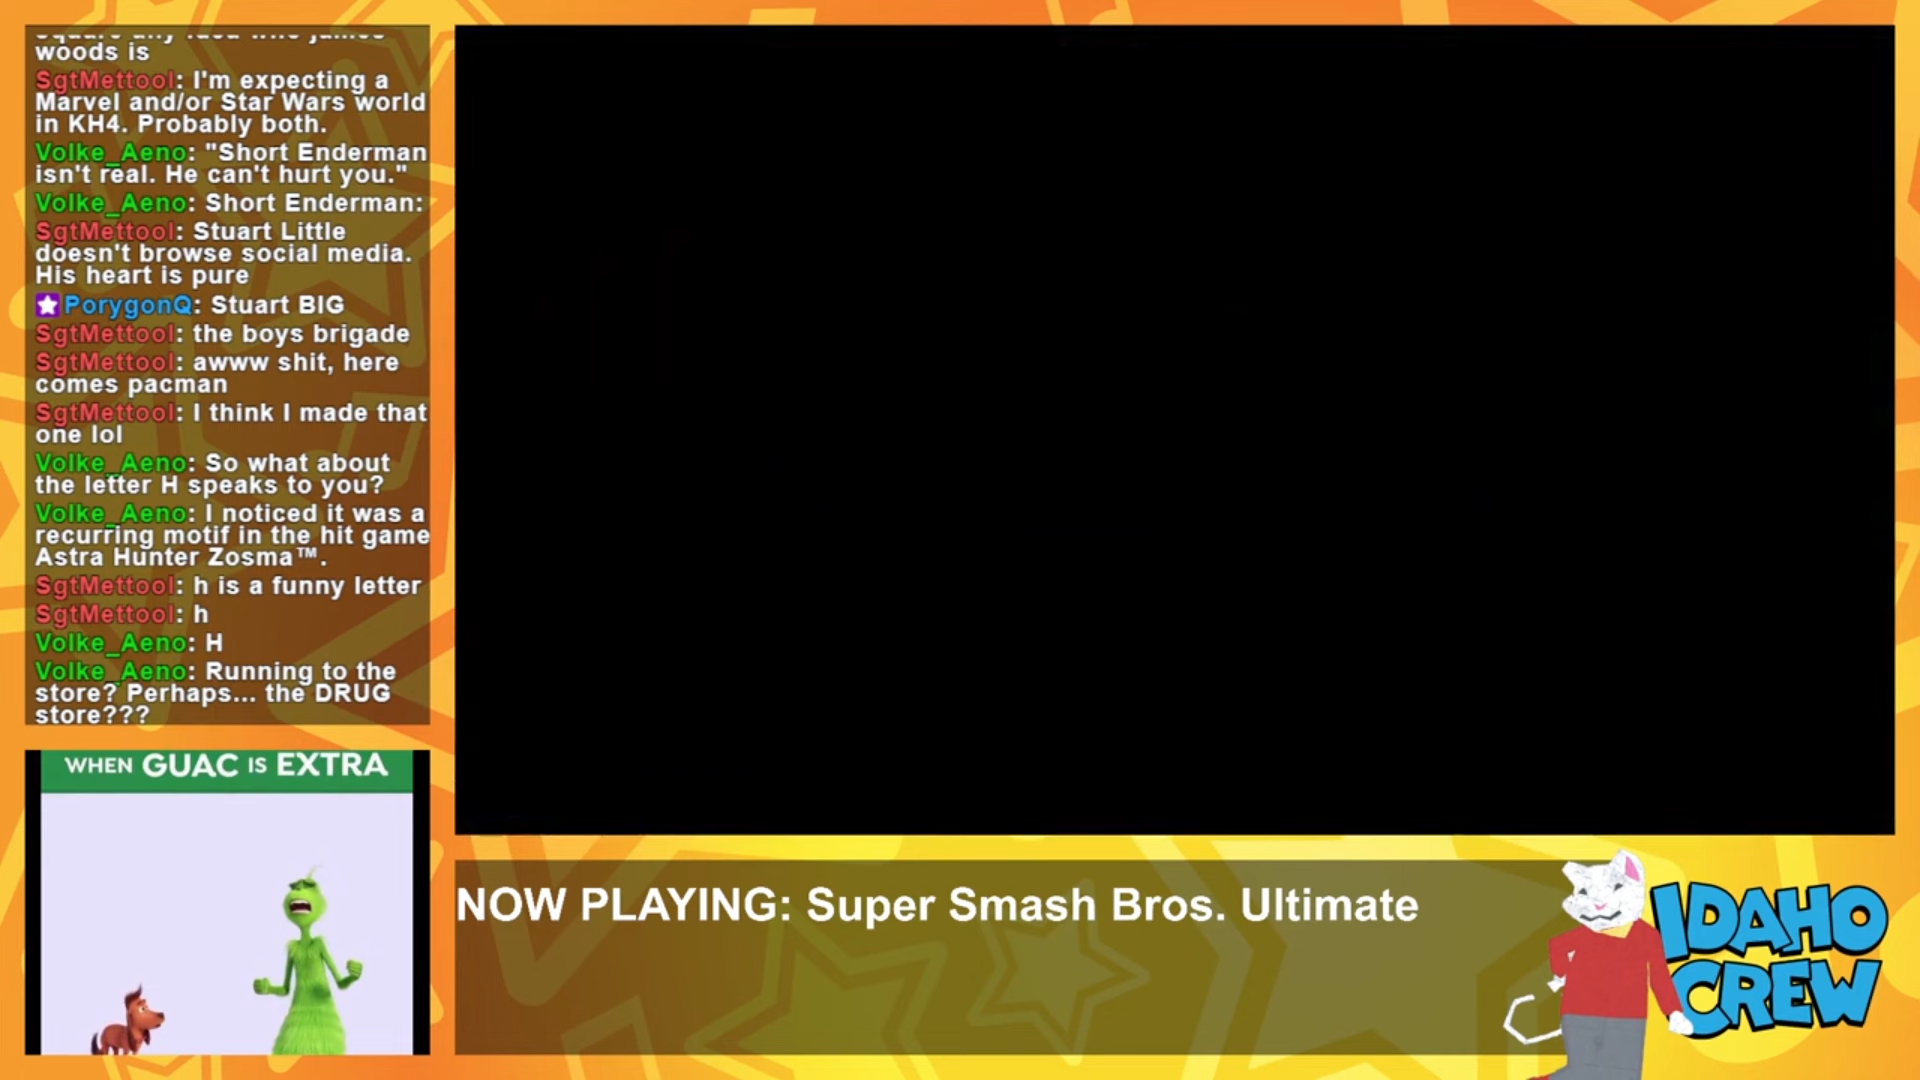 square any idea who james
woods is
SgtMettool: I'm expecting a
Marvel and/or Star Wars world
in KH4. Probably both.
Volke_Aeno: "Short Enderman
isn't real. He can't hurt you."
Volke_Aeno: Short Enderman:
SgtMettool: Stuart Little
doesn't browse social media.
His heart is pure
PorygonQ: Stuart BIG
SgtMettool: the boys brigade
SgtMettool: awww shit, here
comes pacman
SgtMettool: I think I made that
one lol
Volke_Aeno: So what about
the letter H speaks to you?
Volke_Aeno: I noticed it was a
recurring motif in the hit game
Astra Hunter Zosma™.
SgtMettool: h is a funny letter
SgtMettool: h
Volke_Aeno: H
Volke_Aeno: Running to the
store? Perhaps... the DRUG
store???
WHEN GUAC IS EXTRA
NOW PLAYING: Super Smash Bros. Ultimate
IDAHO
CREW